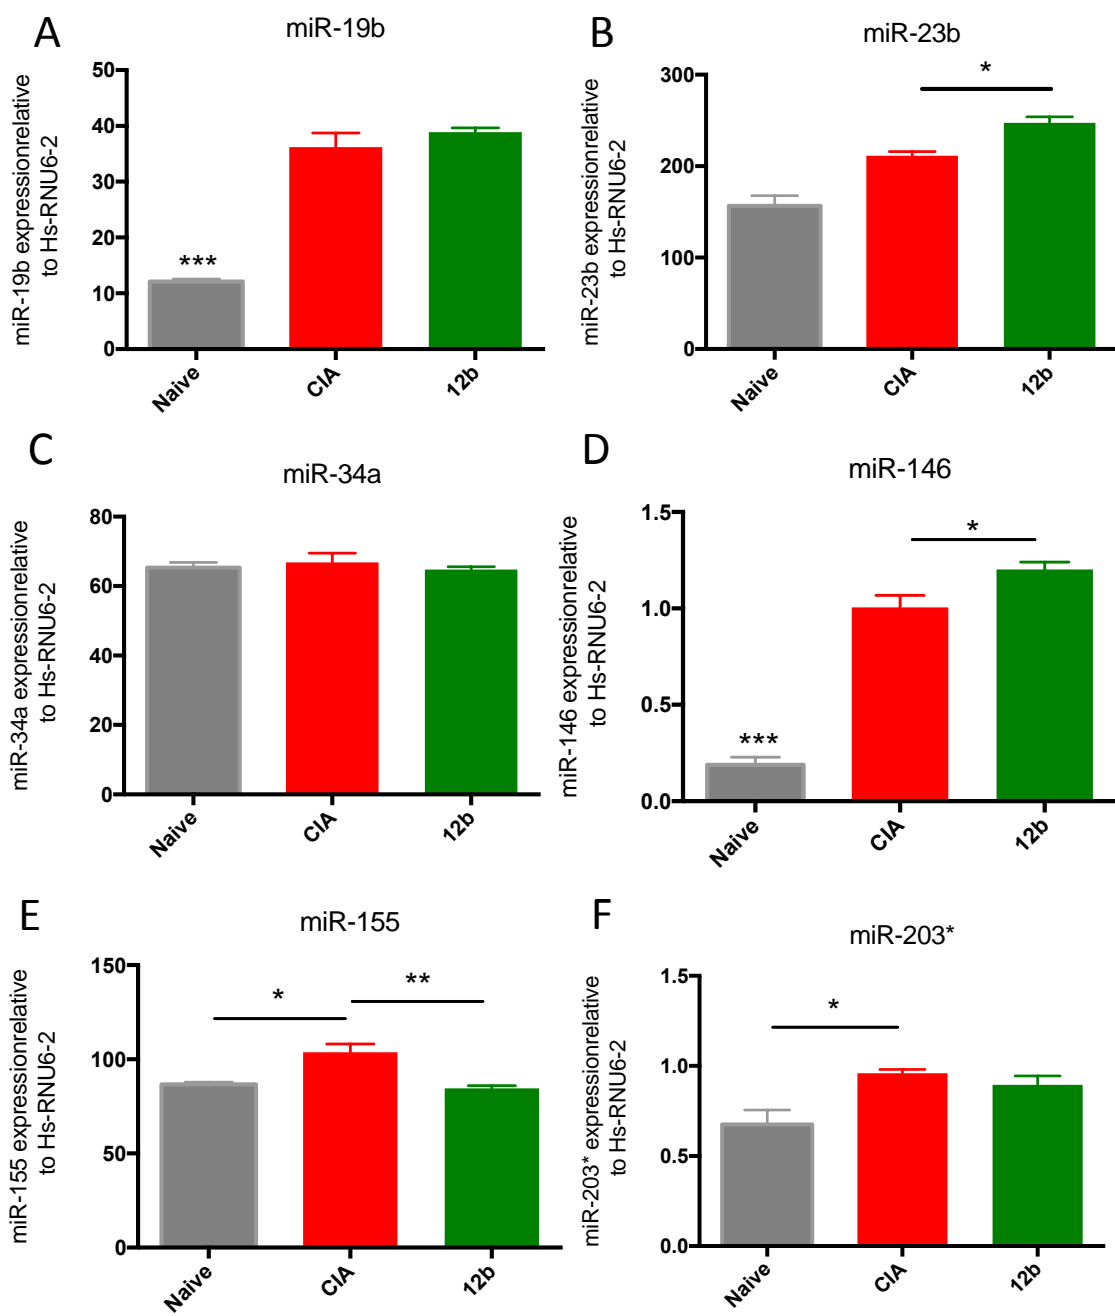 A
miR-19b
miR-19b expressionrelative
to Hs-RNU6-2
50
40
30
20
10
0
***
Naive
CIA
12b
B
miR-23b
miR-23b expressionrelative
to Hs-RNU6-2
300
200
100
0
*
Naive
CIA
12b
C
miR-34a
miR-34a expressionrelative
to Hs-RNU6-2
80
60
40
20
0
Naive
CIA
12b
D
miR-146
miR-146 expressionrelative
to Hs-RNU6-2
1.5
1.0
0.5
0.0
*
***
Naive
CIA
12b
E
miR-155
miR-155 expressionrelative
to Hs-RNU6-2
150
100
50
0
*
**
Naive
CIA
12b
F
miR-203*
miR-203* expressionrelative
to Hs-RNU6-2
1.5
1.0
0.5
0.0
*
Naive
CIA
12b